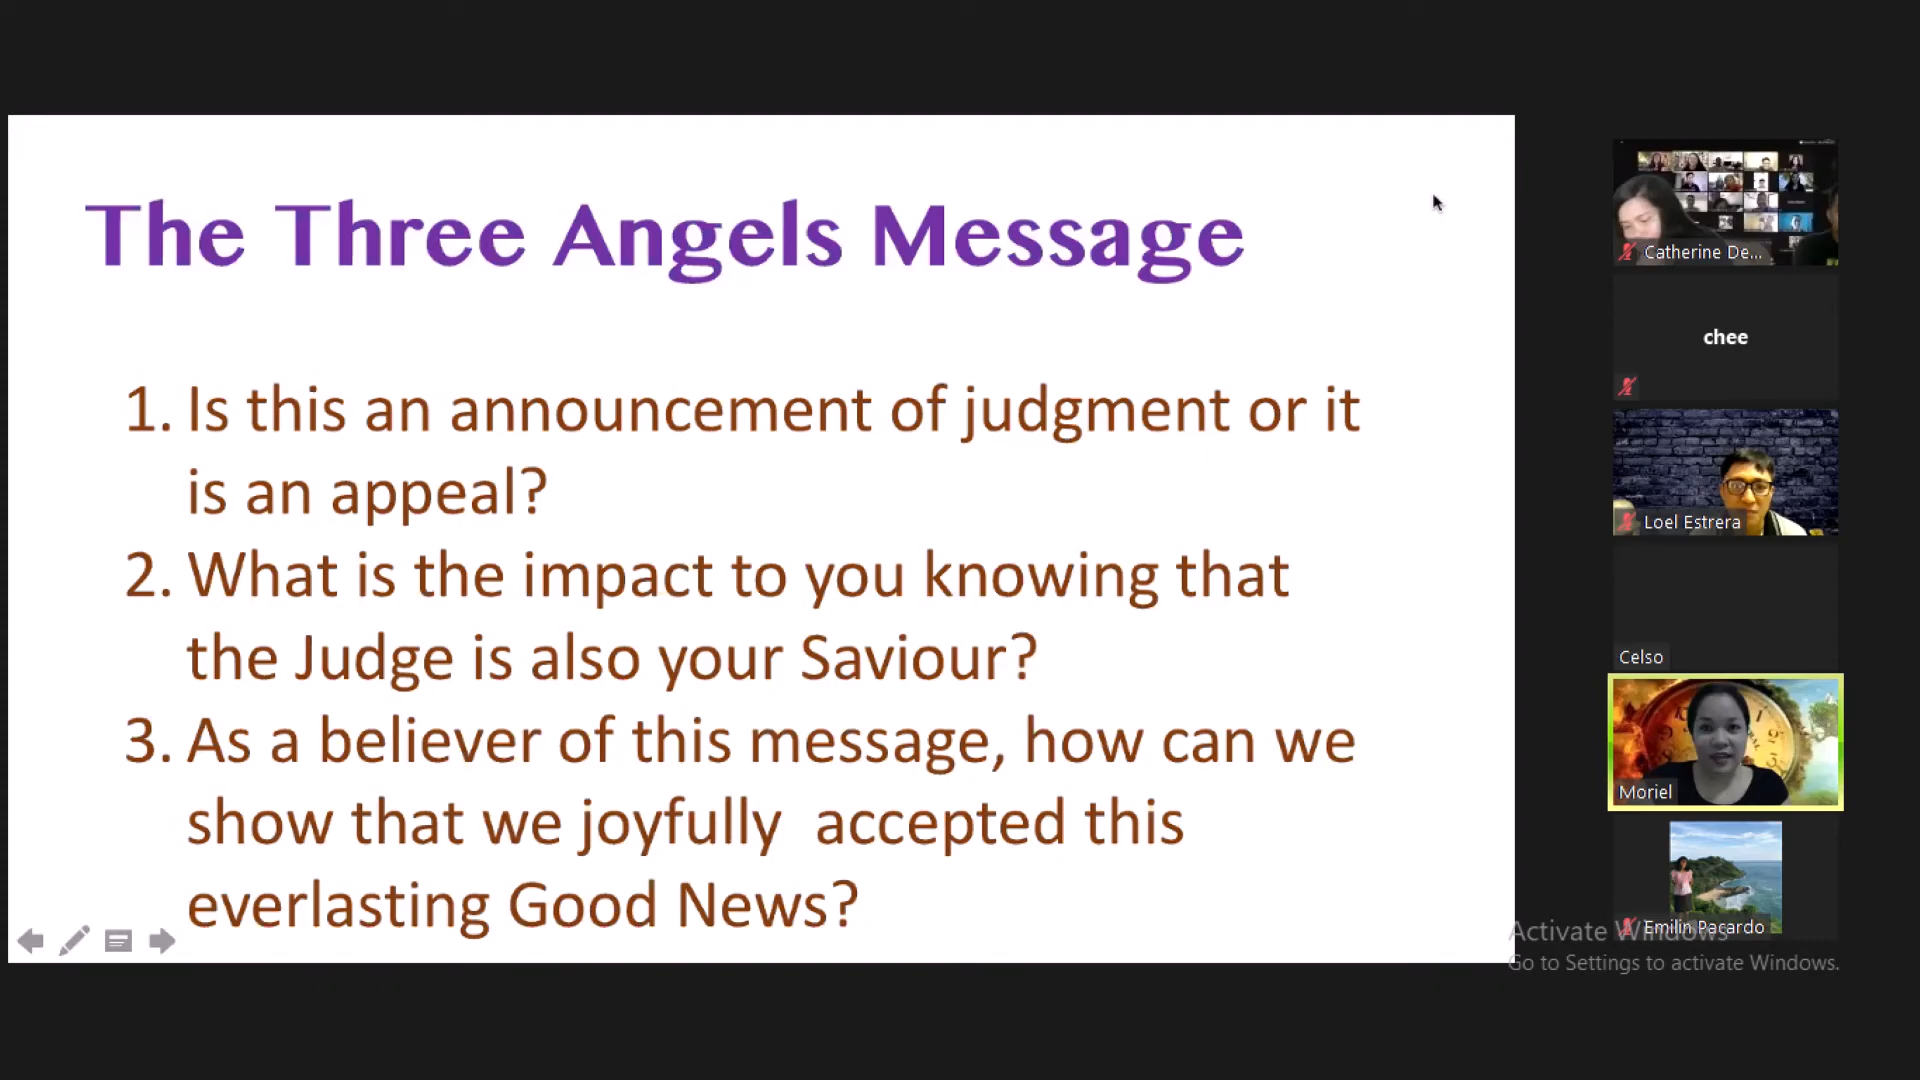 The Three Angels Message
1. Is this an announcement of judgment or it
is an appeal?
2. What is the impact to you knowing that
the Judge is also your Saviour?
3. As a believer of this message, how can we
show that we joyfully  accepted this
everlasting Good News?
Catherine De...
chee
Loel Estrera
Celso
Moriel
Emilin Pacardo
Activate Windows
Go to Settings to activate Windows.